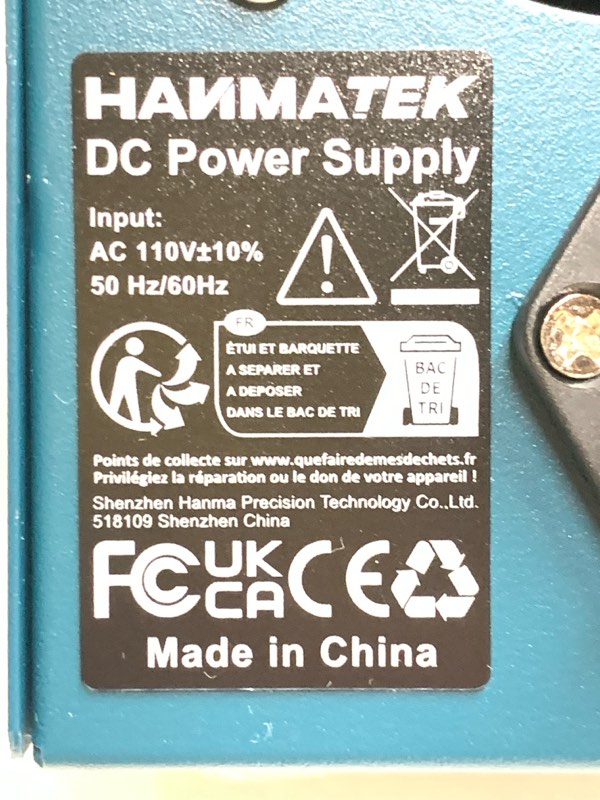 HANMATEK
DC Power Supply
Input:
AC 110V±10%
50 Hz/60Hz
FR
ÉTUI ET BARQUETTE
A SEPARER ET
A DEPOSER
DANS LE BAC DE TRI
BAC
DE
TRI
Points de collecte sur www.quefairedemesdechets.fr
Privilégiez la réparation ou le don de votre appareil !
Shenzhen Hanma Precision Technology Co.,Ltd.
518109 Shenzhen China
FC UK CA CE
Made in China